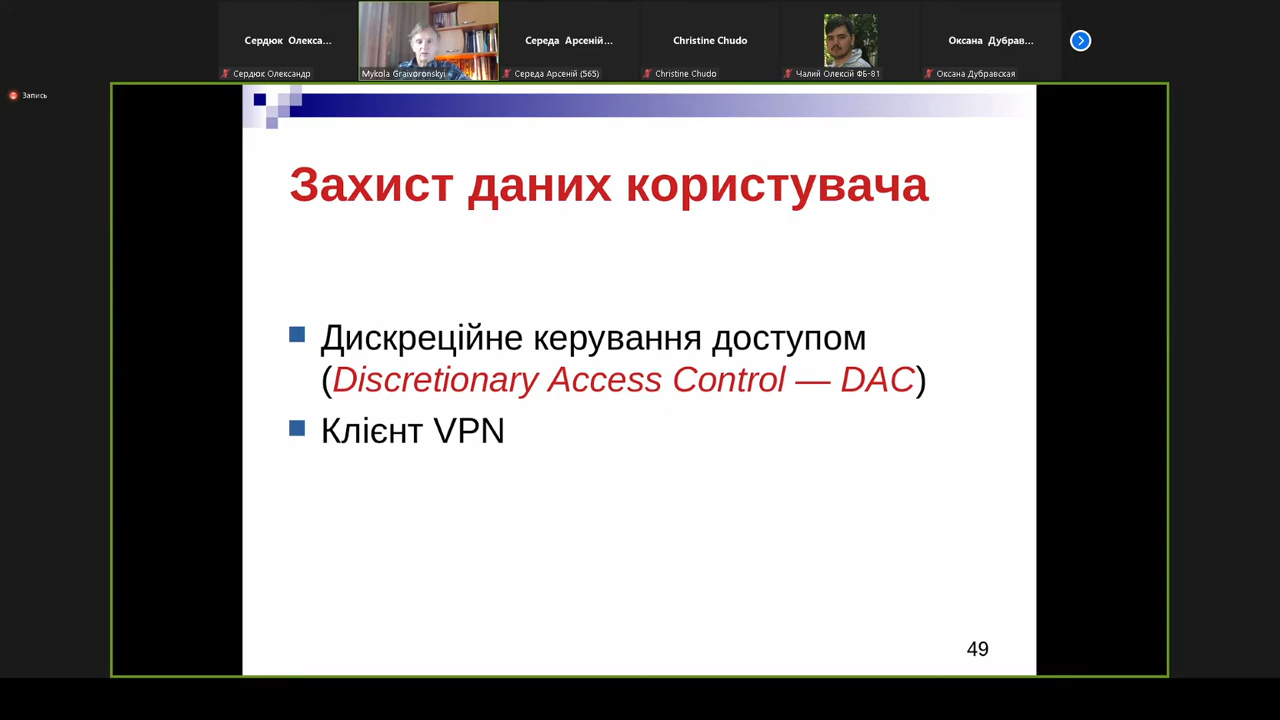 Сердюк Олекса...
Середа Арсеній...
Christine Chudo
Оксана Дубрав...
Сердюк Олександр
Mykola Graivoronskyi
Середа Арсеній (565)
Christine Chudo
Чалий Олексій ФБ-81
Оксана Дубравская
Запись
Захист даних користувача
Дискреційне керування доступом
(Discretionary Access Control — DAC)
Клієнт VPN
49